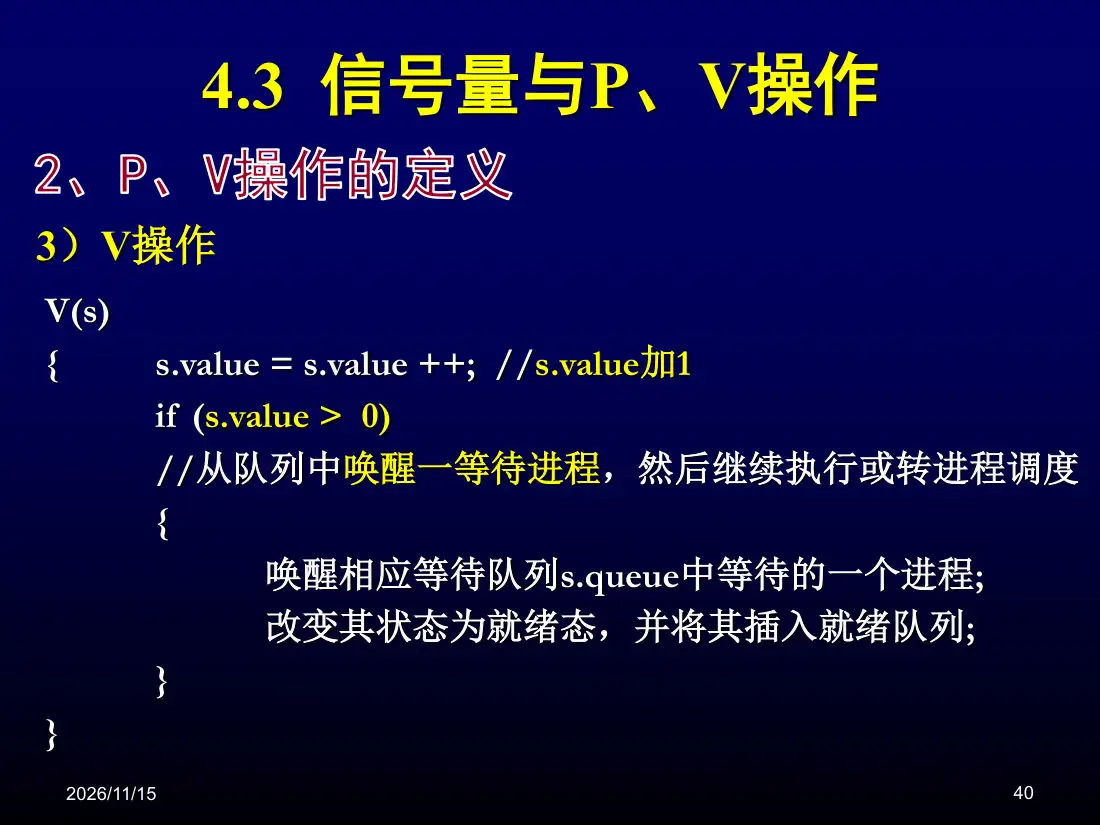 4.3 信号量与P、V操作
2、P、V操作的定义
3）V操作
V(s)
{ s.value = s.value ++; //s.value加1
if (s.value > 0)
//从队列中唤醒一等待进程，然后继续执行或转进程调度
{
唤醒相应等待队列s.queue中等待的一个进程;
改变其状态为就绪态，并将其插入就绪队列;
}
}
2026/11/15
40